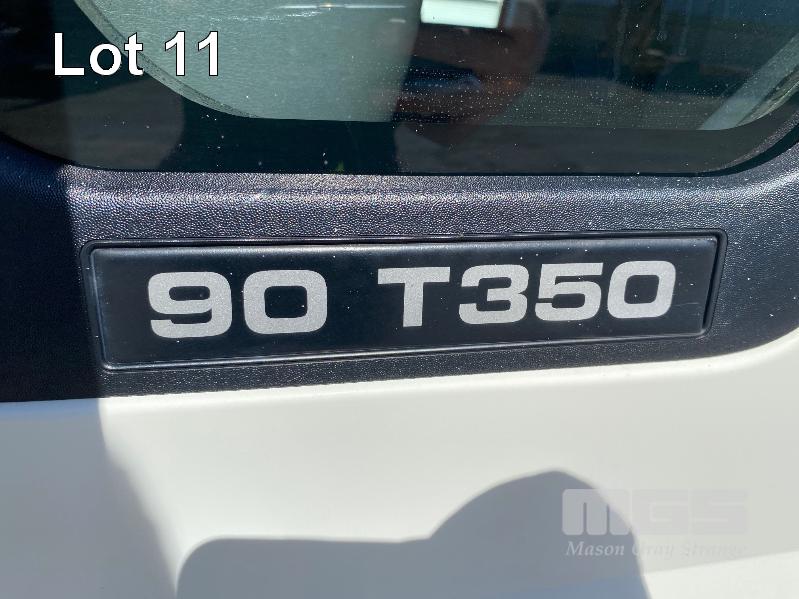 Lot 11
90 T350
MGS
Mason Gray Strange